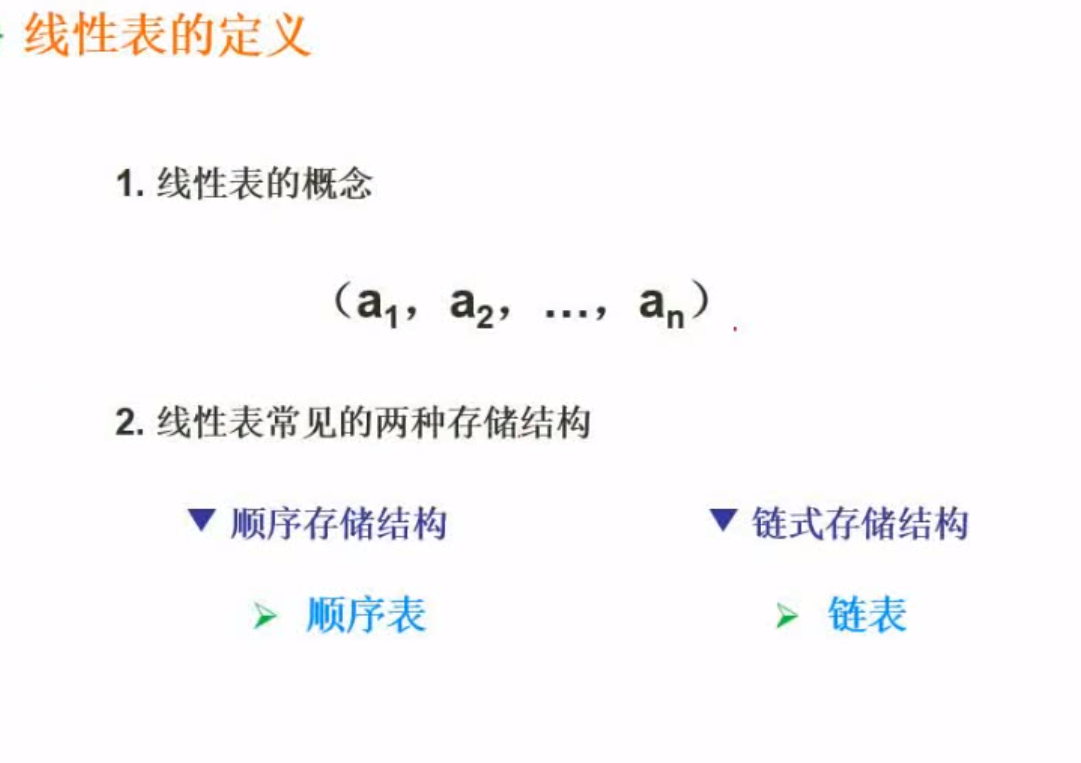 线性表的定义
1. 线性表的概念
（a₁，a₂，…，aₙ）
2. 线性表常见的两种存储结构
▼ 顺序存储结构 ▼ 链式存储结构
➢ 顺序表 ➢ 链表